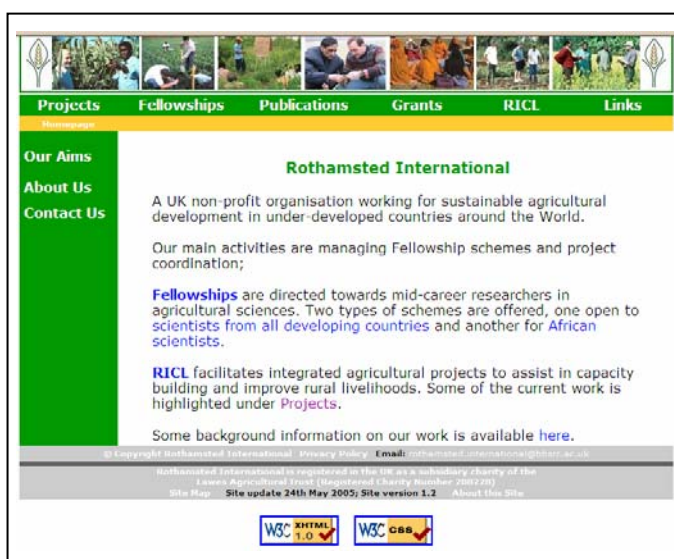 Projects Fellowships Publications Grants RICL Links
Homepage
Our Aims
About Us
Contact Us
Rothamsted International
A UK non-profit organisation working for sustainable agricultural
development in under-developed countries around the World.
Our main activities are managing Fellowship schemes and project
coordination;
Fellowships are directed towards mid-career researchers in
agricultural sciences. Two types of schemes are offered, one open to
scientists from all developing countries and another for African
scientists.
RICL facilitates integrated agricultural projects to assist in capacity
building and improve rural livelihoods. Some of the current work is
highlighted under Projects.
Some background information on our work is available here.
© Copyright Rothamsted International Privacy Policy Email: rothamsted.international@bbsrc.ac.uk
Rothamsted International is registered in the UK as a subsidiary charity of the
Lawes Agricultural Trust (Registered Charity Number
Site Map Site update 24th May 2005; Site version 1.2 About this Site
W3C XHTML 1.0
W3C CSS